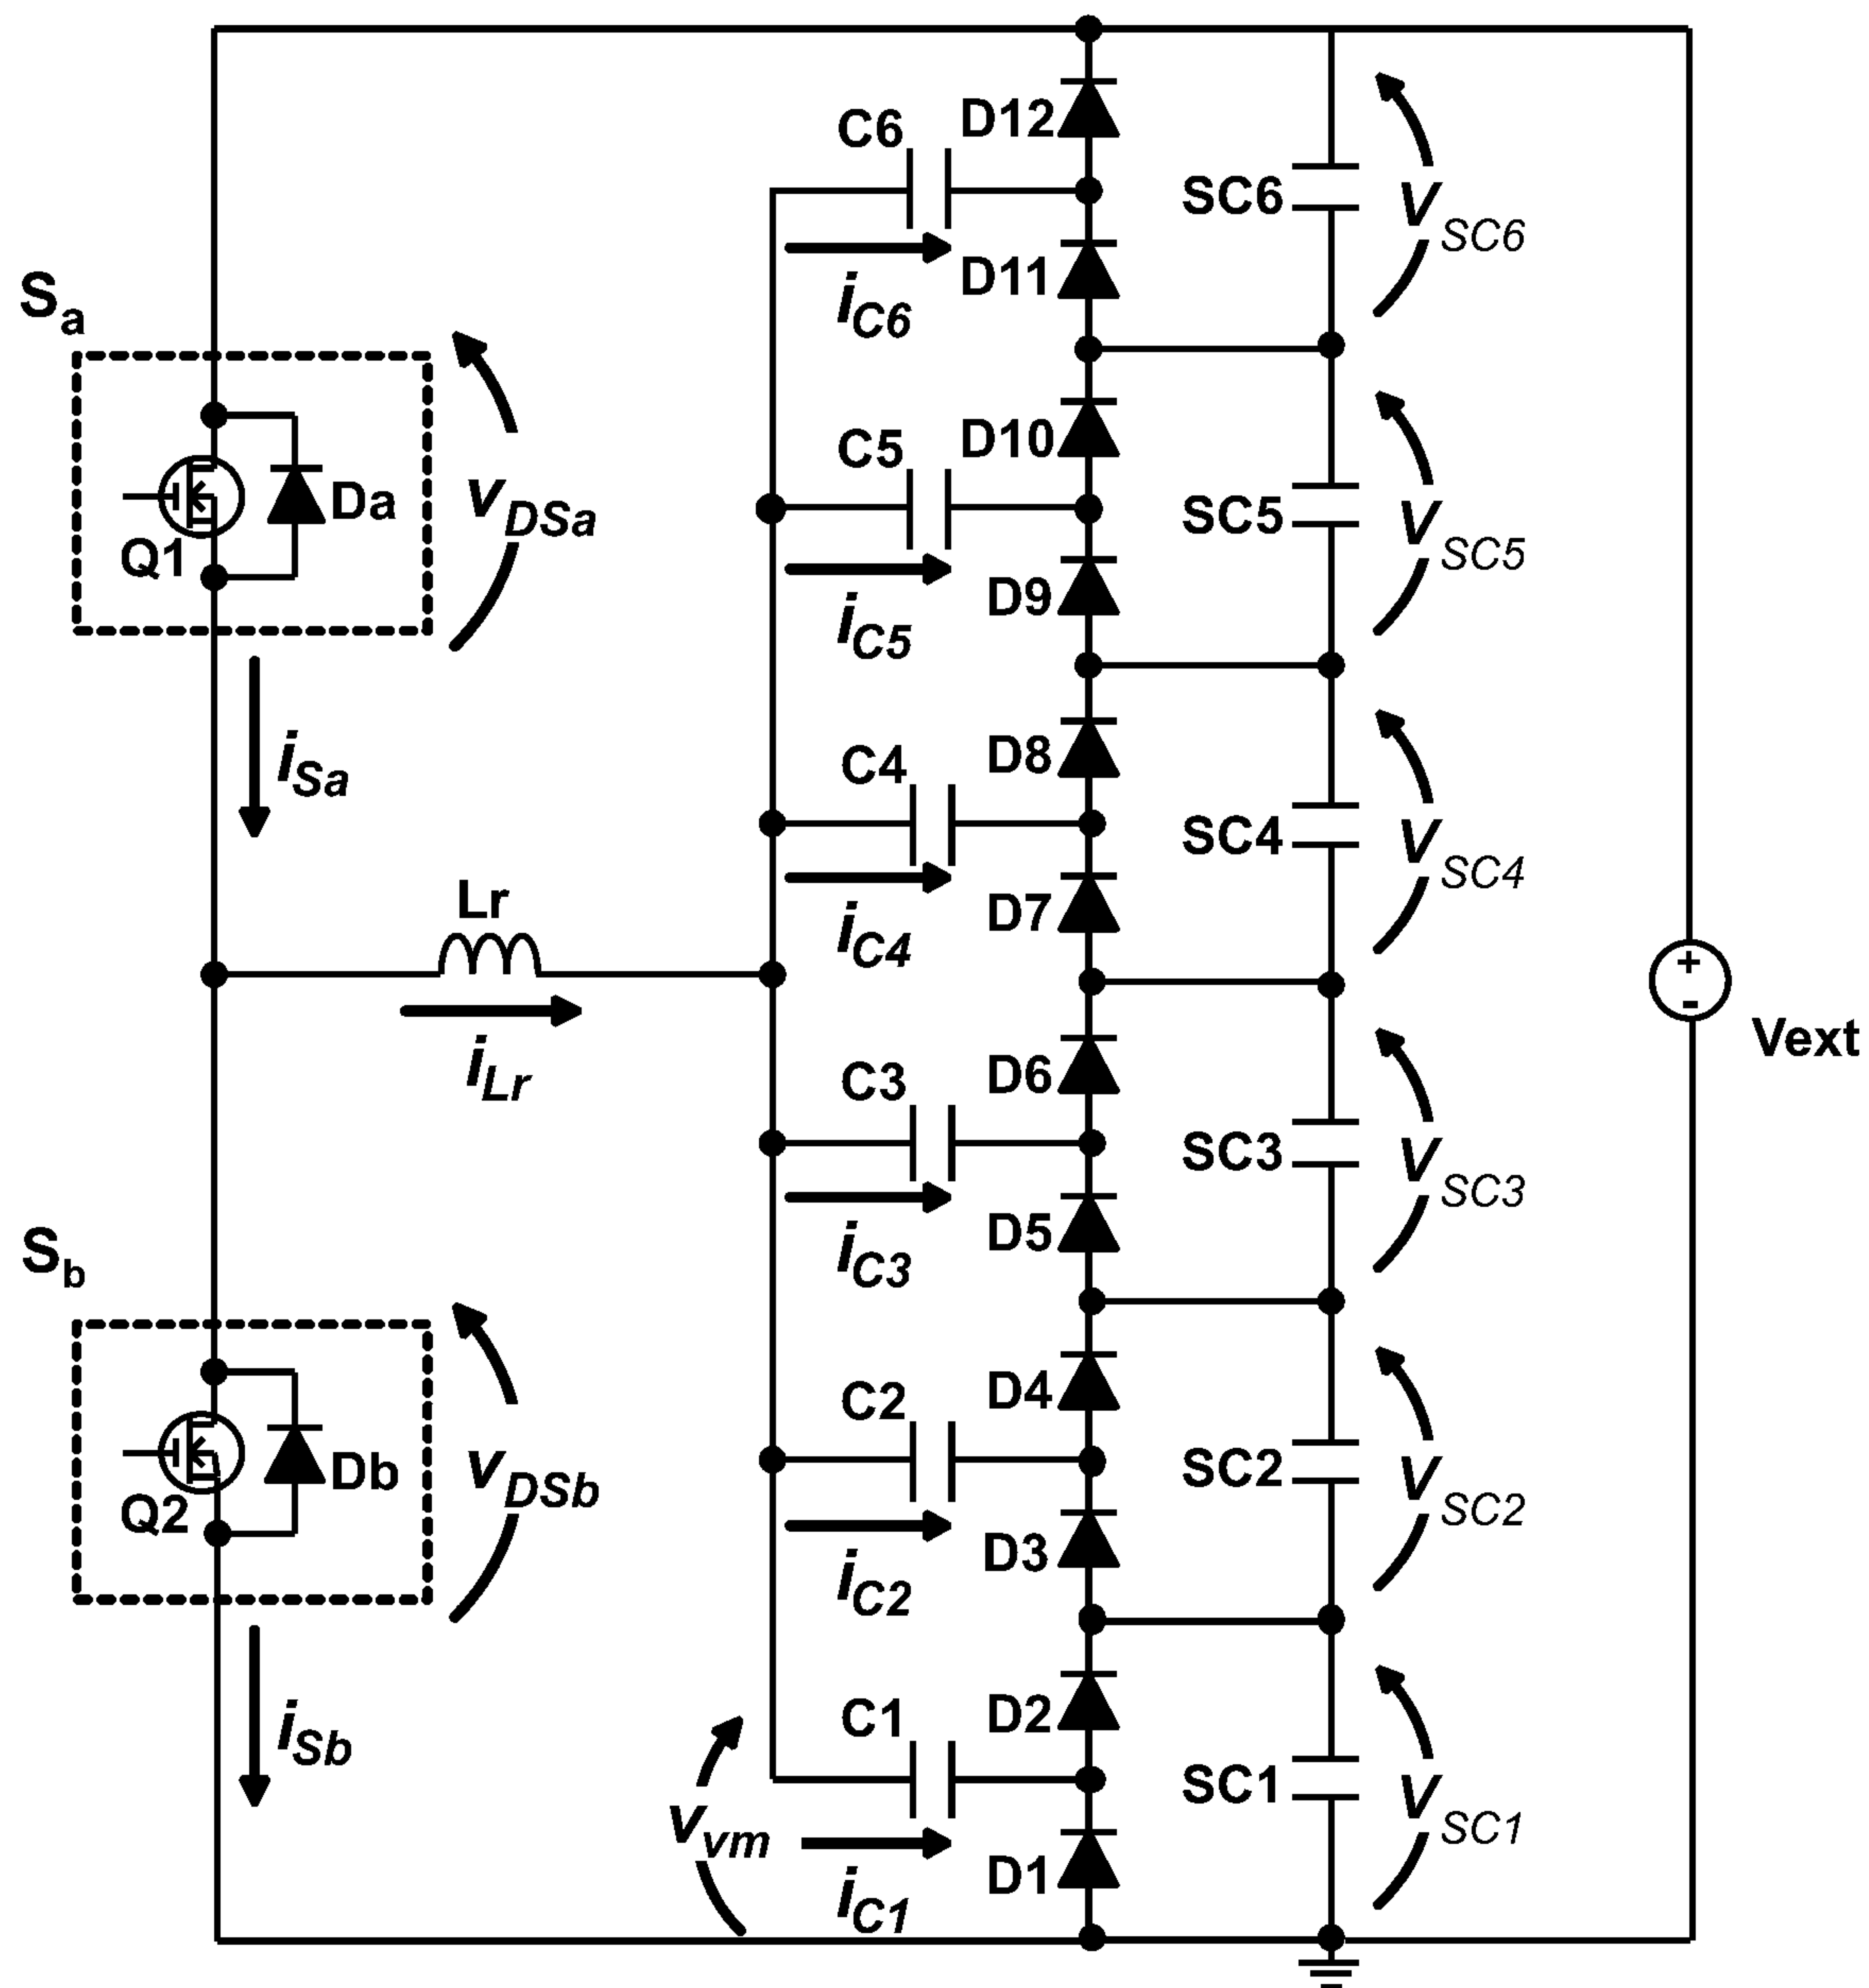 D12
C6
SC6
VSC6
D11
iC6
Sa
D10
C5
vDSa
Da
SC5
VSC5
Q1
D9
iC5
iSa
D8
C4
SC4
VSC4
Lr
D7
iC4
+
-
Vext
iLr
D6
C3
SC3
VSC3
D5
iC3
Sb
D4
C2
vDSb
Db
SC2
VSC2
Q2
D3
iC2
iSb
D2
C1
SC1
VSC1
vvm
D1
iC1